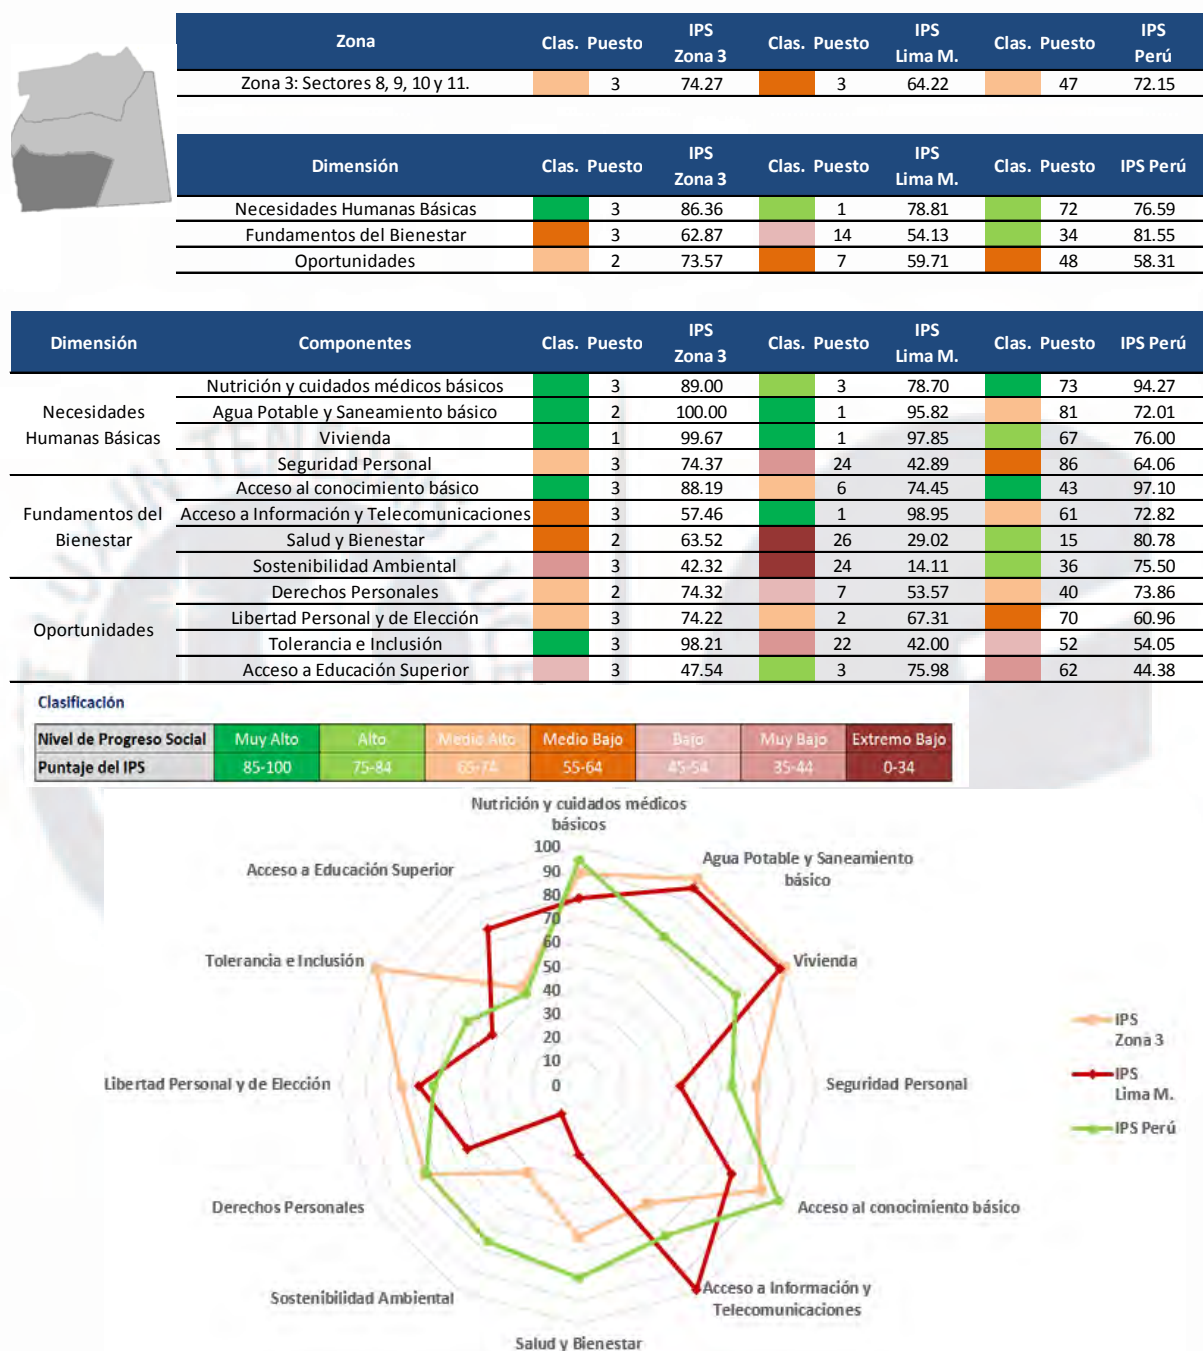 Zona Clas. Puesto IPS Zona 3 Clas. Puesto IPS Lima M. Clas. Puesto IPS Perú
Zona 3: Sectores 8, 9, 10 y 11. 3 74.27 3 64.22 47 72.15
Dimensión Clas. Puesto IPS Zona 3 Clas. Puesto IPS Lima M. Clas. Puesto IPS Perú
Necesidades Humanas Básicas 3 86.36 1 78.81 72 76.59
Fundamentos del Bienestar 3 62.87 14 54.13 34 81.55
Oportunidades 2 73.57 7 59.71 48 58.31
Dimensión Componentes Clas. Puesto IPS Zona 3 Clas. Puesto IPS Lima M. Clas. Puesto IPS Perú
Necesidades Humanas Básicas
Nutrición y cuidados médicos básicos 3 89.00 3 78.70 73 94.27
Agua Potable y Saneamiento básico 2 100.00 1 95.82 81 72.01
Vivienda 1 99.67 1 97.85 67 76.00
Seguridad Personal 3 74.37 24 42.89 86 64.06
Fundamentos del Bienestar
Acceso al conocimiento básico 3 88.19 6 74.45 43 97.10
Acceso a Información y Telecomunicaciones 3 57.46 1 98.95 61 72.82
Salud y Bienestar 2 63.52 26 29.02 15 80.78
Sostenibilidad Ambiental 3 42.32 24 14.11 36 75.50
Oportunidades
Derechos Personales 2 74.32 7 53.57 40 73.86
Libertad Personal y de Elección 3 74.22 2 67.31 70 60.96
Tolerancia e Inclusión 3 98.21 22 42.00 52 54.05
Acceso a Educación Superior 3 47.54 3 75.98 62 44.38
Clasificación
Nivel de Progreso Social Muy Alto Alto Medio Alto Medio Bajo Bajo Muy Bajo Extremo Bajo
Puntaje del IPS 85-100 75-84 65-74 55-64 45-54 35-44 0-34
Nutrición y cuidados médicos
básicos
Agua Potable y Saneamiento
básico
Vivienda
Seguridad Personal
Acceso al conocimiento básico
Acceso a Información y
Telecomunicaciones
Salud y Bienestar
Sostenibilidad Ambiental
Derechos Personales
Libertad Personal y de Elección
Tolerancia e Inclusión
Acceso a Educación Superior
100
90
80
70
60
50
40
30
20
10
0
IPS
Zona 3
IPS
Lima M.
IPS Perú